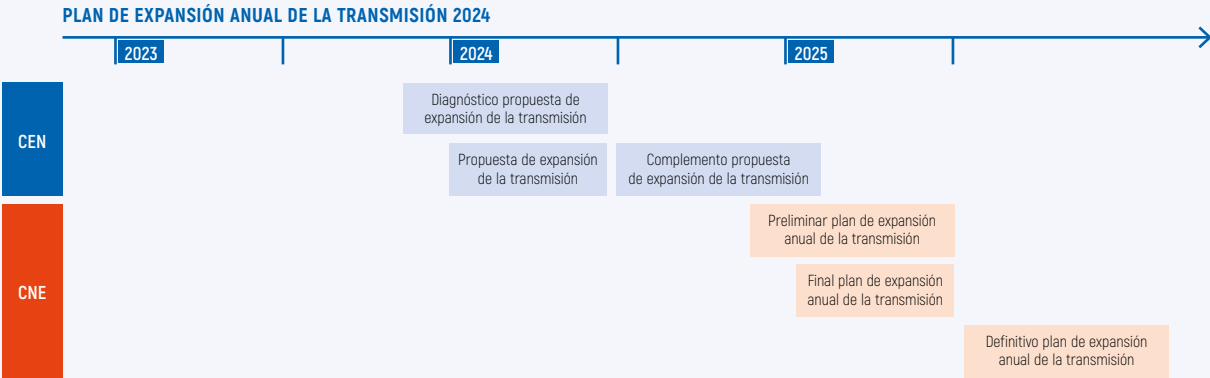 PLAN DE EXPANSIÓN ANUAL DE LA TRANSMISIÓN 2024
2023
2024
2025
CEN
Diagnóstico propuesta de
expansión de la transmisión
Propuesta de expansión
de la transmisión
Complemento propuesta
de expansión de la transmisión
CNE
Preliminar plan de expansión
anual de la transmisión
Final plan de expansión
anual de la transmisión
Definitivo plan de expansión
anual de la transmisión